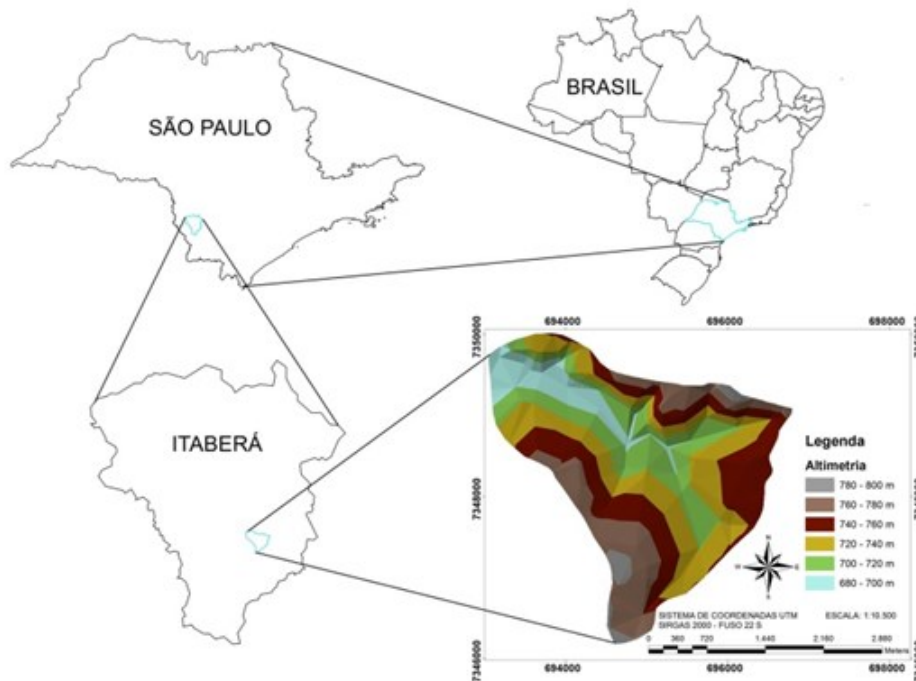 SÃO PAULO
BRASIL
ITABERÁ
694000
696000
698000
7350000
7348000
7346000
Legenda
Altimetria
780 - 800 m
760 - 780 m
740 - 760 m
720 - 740 m
700 - 720 m
680 - 700 m
N
W
E
S
SISTEMA DE COORDENADAS UTM
SIRGAS 2000 - FUSO 22 S
ESCALA: 1:10.500
0 360 720 1.440 2.160 2.880
Meters
694000
696000
698000